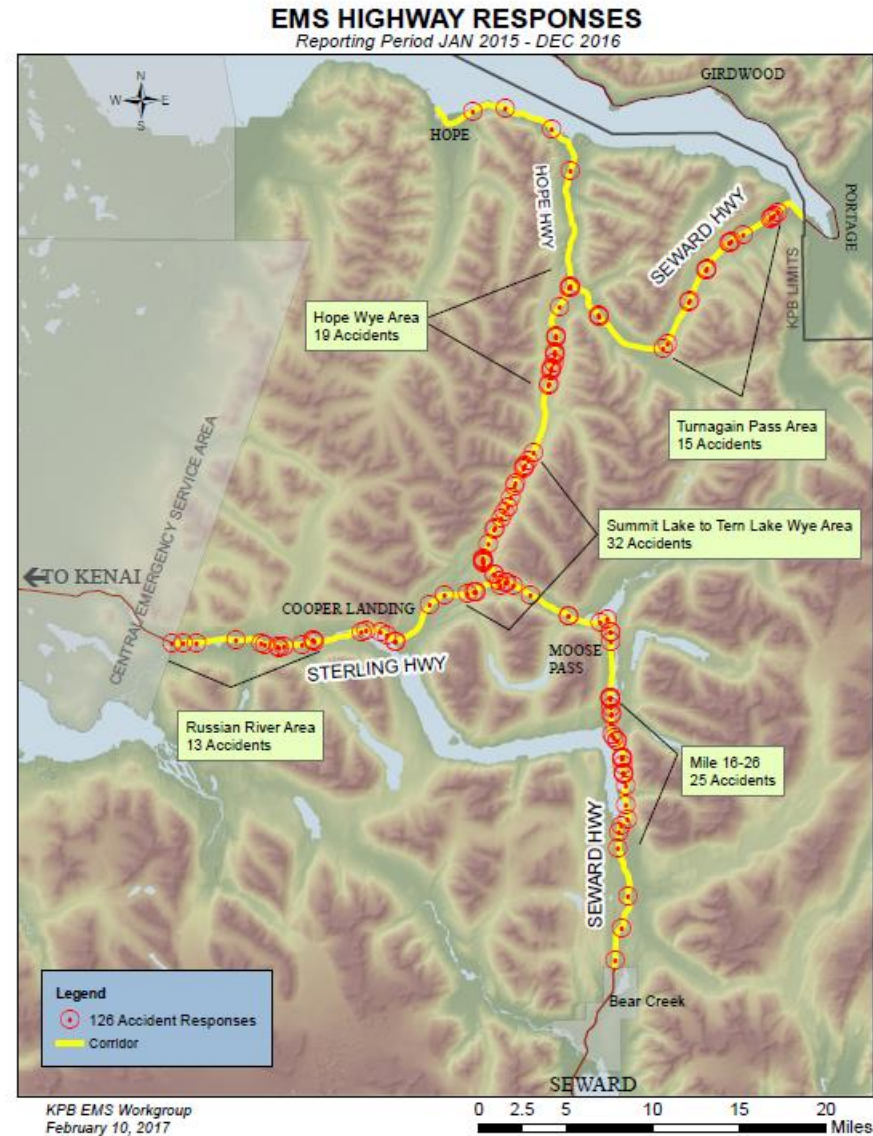 EMS HIGHWAY RESPONSES
Reporting Period JAN 2015 - DEC 2016
N
W E
S
GIRDWOOD
HOPE
HOPE HWY
SEWARD HWY
PORTAGE
KPB LIMITS
Hope Wye Area
19 Accidents
Turnagain Pass Area
15 Accidents
CENTRAL EMERGENCY SERVICE AREA
Summit Lake to Tern Lake Wye Area
32 Accidents
TO KENAI
COOPER LANDING
STERLING HWY
MOOSE
PASS
Russian River Area
13 Accidents
Mile 16-26
25 Accidents
SEWARD HWY
Legend
126 Accident Responses
Corridor
Bear Creek
SEWARD
KPB EMS Workgroup
February 10, 2017
0 2.5 5 10 15 20
Miles